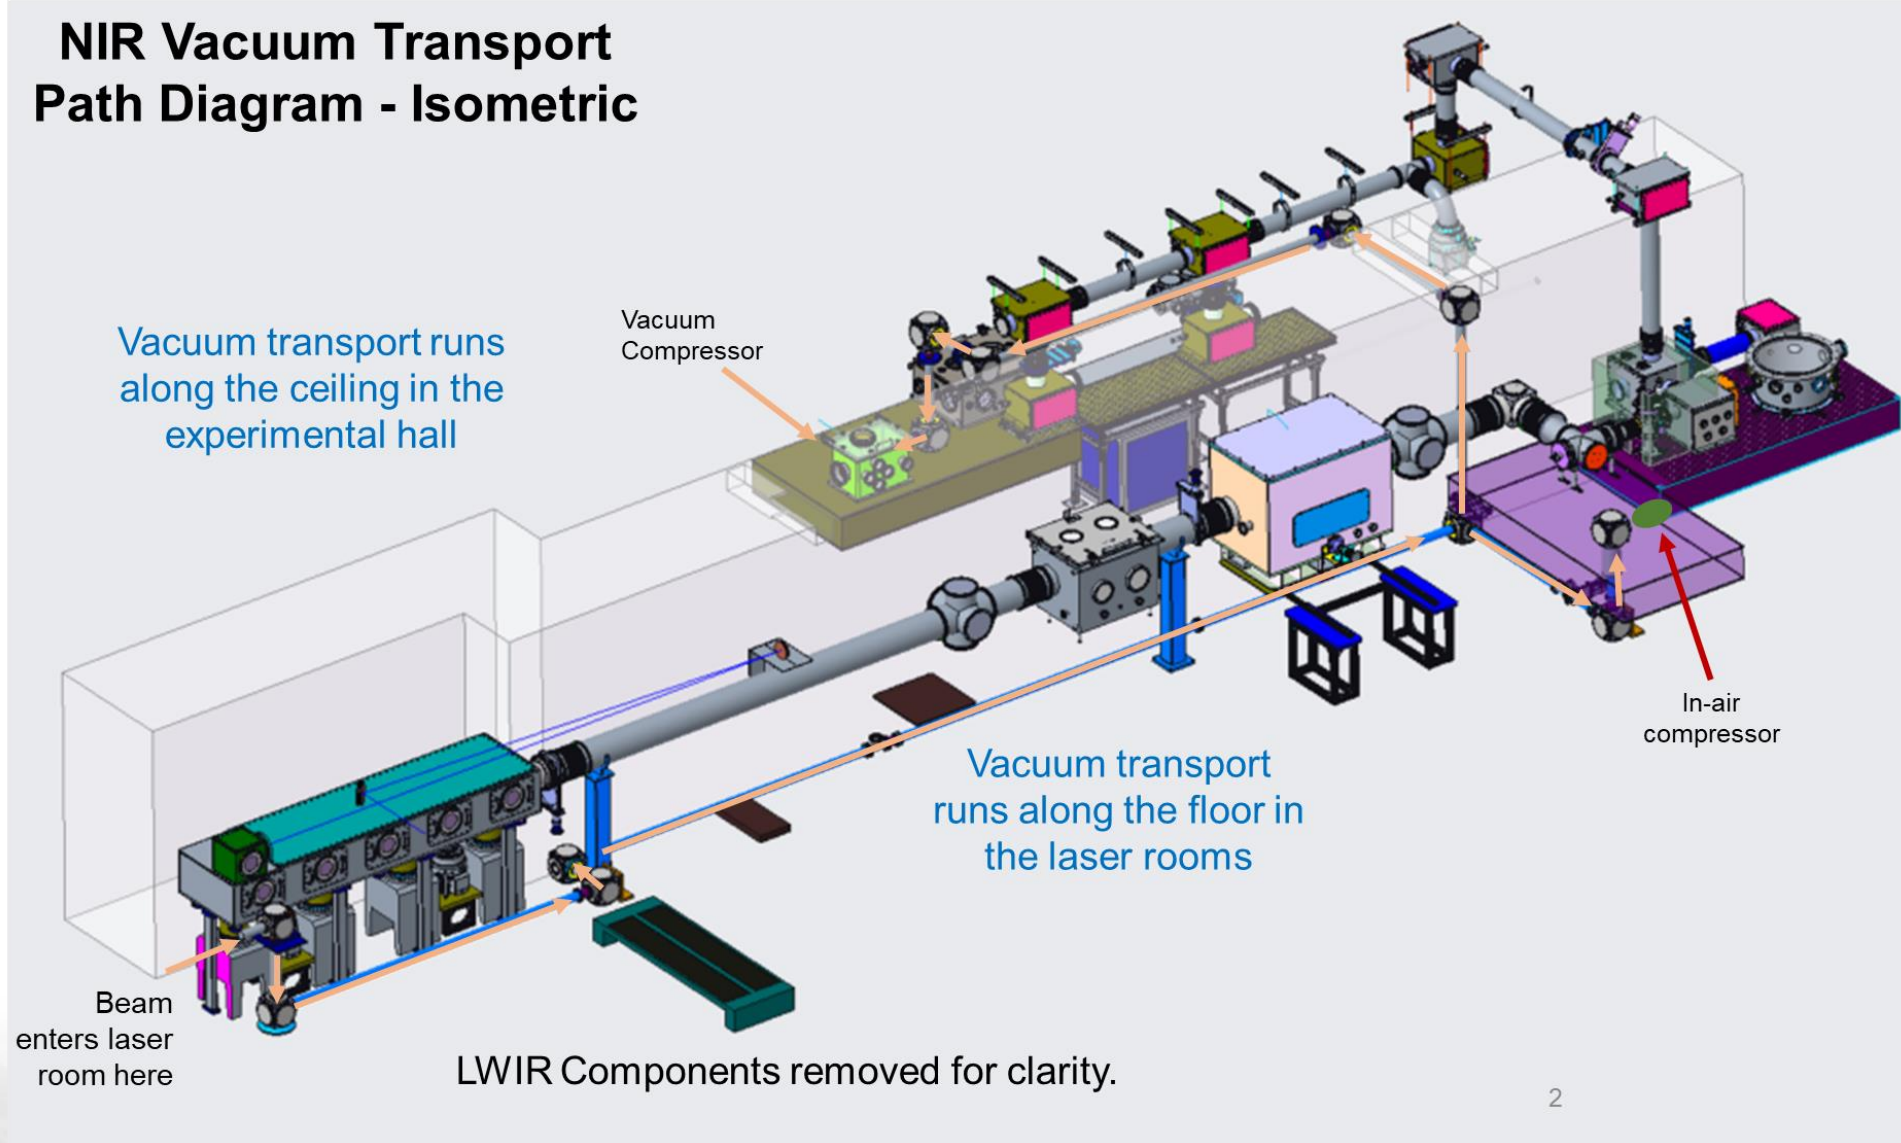 NIR Vacuum Transport
Path Diagram - Isometric
Vacuum transport runs
along the ceiling in the
experimental hall
Vacuum
Compressor
In-air
compressor
Vacuum transport
runs along the floor in
the laser rooms
Beam
enters laser
room here
LWIR Components removed for clarity.
2